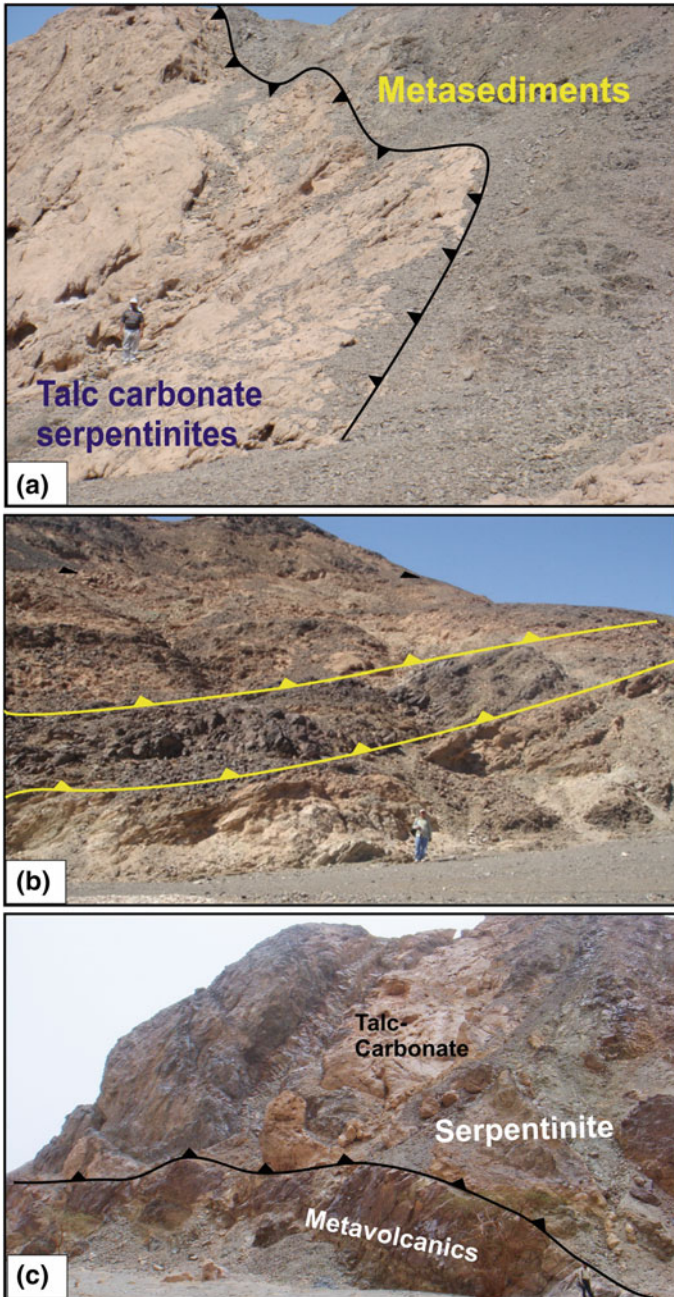 Metasediments
Talc carbonate
serpentinites
(a)
(b)
Talc-
Carbonate
Serpentinite
Metavolcanics
(c)